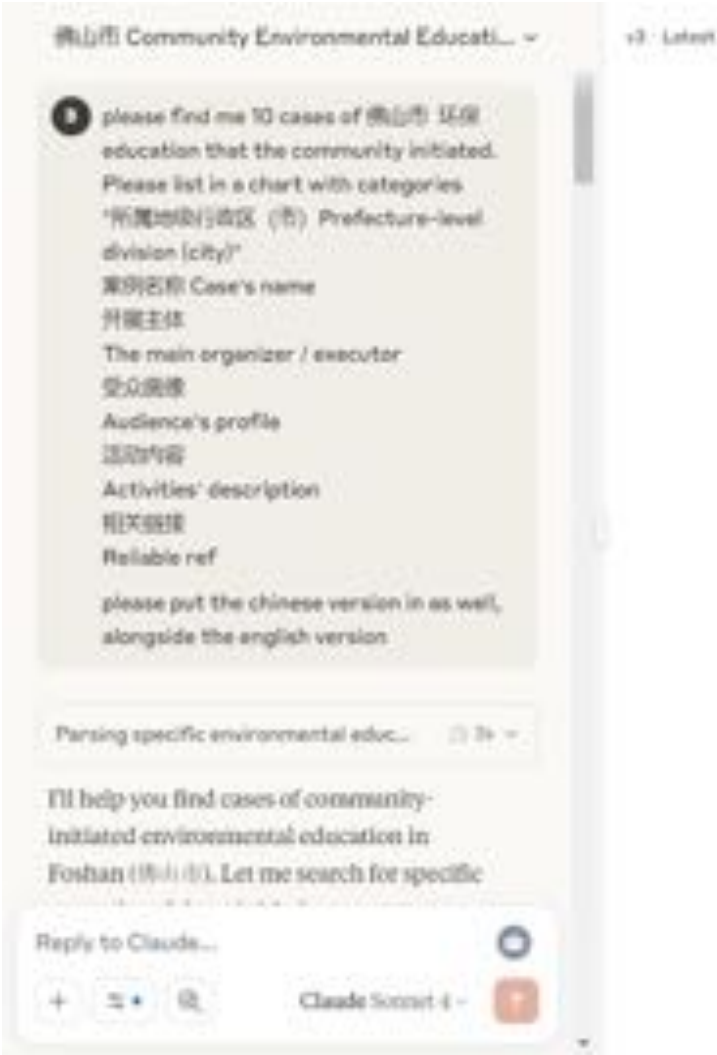 佛山市 Community Environmental Educati...
v3 · Latest
please find me 10 cases of 佛山市 环保
education that the community initiated.
Please list in a chart with categories
"所属地级行政区 (市) Prefecture-level
division (city)"
案例名称 Case's name
开展主体
The main organizer / executor
受众画像
Audience's profile
活动内容
Activities' description
相关链接
Reliable ref
please put the chinese version in as well,
alongside the english version
Parsing specific environmental educ...
I'll help you find cases of community-
initiated environmental education in
Foshan (佛山市). Let me search for specific
Reply to Claude...
Claude Sonnet 4